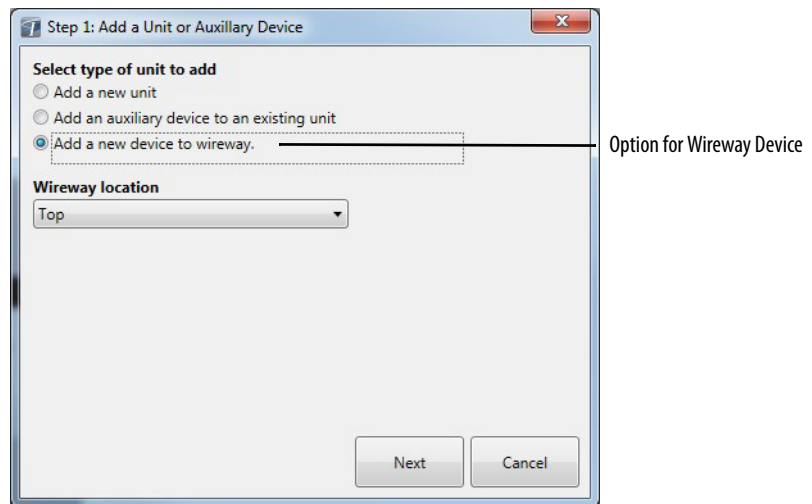 Step 1: Add a Unit or Auxillary Device
Select type of unit to add
Add a new unit
Add an auxiliary device to an existing unit
Add a new device to wireway.
Option for Wireway Device
Wireway location
Top
Next
Cancel